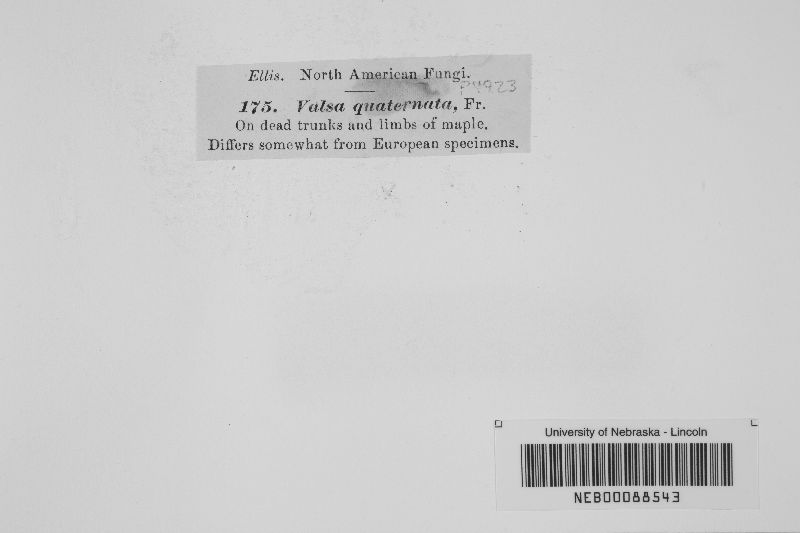 Ellis. North American Fungi.
P4923
175. Valsa quaternata, Fr.
On dead trunks and limbs of maple.
Differs somewhat from European specimens.
University of Nebraska - Lincoln
NEB00088543